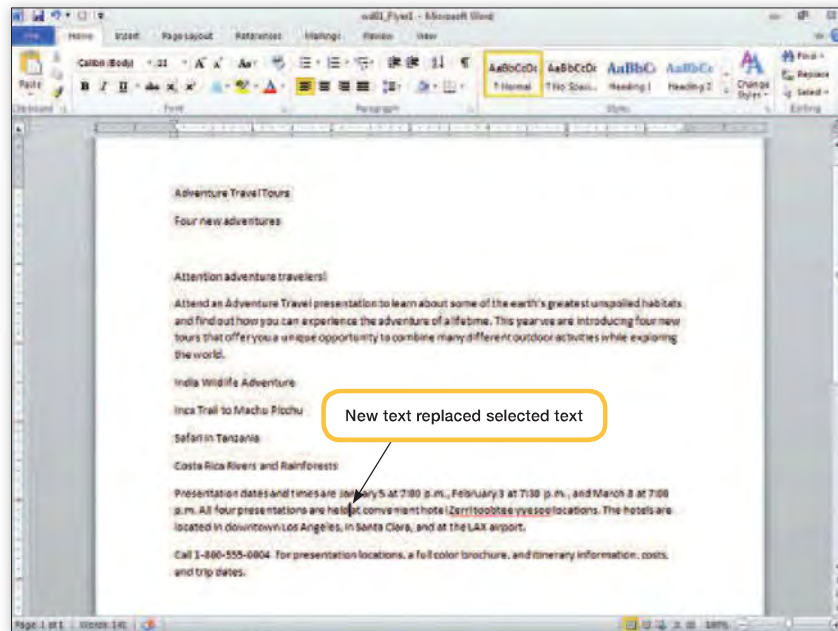 wd01_Flyer1 - Microsoft Word
Home Insert Page Layout References Mailings Review View
Calibri (Body) 11 A A Aa
Paste
B I U abc x x A
AaBbCcDc AaBbCcDc AaBbC AaBbCc
¶ Normal ¶ No Spaci... Heading 1 Heading 2
Change Styles
Find
Replace
Select
Clipboard Font Paragraph Styles Editing
Adventure Travel Tours
Four new adventures
Attention adventure travelers!
Attend an Adventure Travel presentation to learn about some of the earth's greatest unspoiled habitats
and find out how you can experience the adventure of a lifetime. This year we are introducing four new
tours that offer you a unique opportunity to combine many different outdoor activities while exploring
the world.
India Wildlife Adventure
Inca Trail to Machu Picchu
New text replaced selected text
Safari in Tanzania
Costa Rica Rivers and Rainforests
Presentation dates and times are January 5 at 7:00 p.m., February 3 at 7:30 p.m., and March 8 at 7:00
p.m. All four presentations are held at convenient hotel locations. The hotels are
located in downtown Los Angeles, in Santa Clara, and at the LAX airport.
Call 1-800-555-0004 for presentation locations, a full color brochure, and itinerary information, costs,
and trip dates.
Page 1 of 1 Words: 141 100%